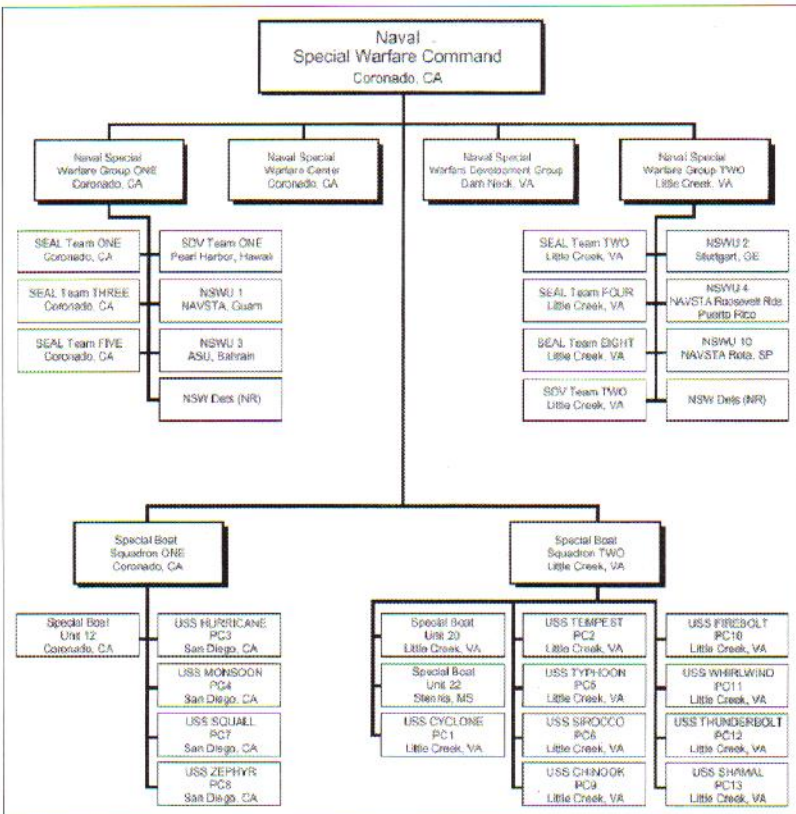 Naval
Special Warfare Command
Coronado, CA
Naval Special
Warfare Group ONE
Coronado, CA
Naval Special
Warfare Center
Coronado, CA
Naval Special
Warfare Development Group
Dam Neck, VA
Naval Special
Warfare Group TWO
Little Creek, VA
SEAL Team ONE
Coronado, CA
SDV Team ONE
Pearl Harbor, Hawaii
SEAL Team THREE
Coronado, CA
NSWU 1
NAVSTA, Guam
SEAL Team FIVE
Coronado, CA
NSWU 3
ASU, Bahrain
NSW Dets (NR)
SEAL Team TWO
Little Creek, VA
NSWU 2
Stuttgart, GE
SEAL Team FOUR
Little Creek, VA
NSWU 4
NAVSTA Roosevelt Rds
Puerto Rico
SEAL Team EIGHT
Little Creek, VA
NSWU 10
NAVSTA Rota, SP
SDV Team TWO
Little Creek, VA
NSW Dets (NR)
Special Boat
Squadron ONE
Coronado, CA
Special Boat
Squadron TWO
Little Creek, VA
Special Boat
Unit 12
Coronado, CA
USS HURRICANE
PC3
San Diego, CA
USS MONSOON
PC4
San Diego, CA
USS SQUALL
PC7
San Diego, CA
USS ZEPHYR
PC8
San Diego, CA
Special Boat
Unit 20
Little Creek, VA
Special Boat
Unit 22
Stennis, MS
USS CYCLONE
PC1
Little Creek, VA
USS TEMPEST
PC2
Little Creek, VA
USS TYPHOON
PC5
Little Creek, VA
USS SIROCCO
PC6
Little Creek, VA
USS CHINOOK
PC9
Little Creek, VA
USS FIREBOLT
PC10
Little Creek, VA
USS WHIRLWIND
PC11
Little Creek, VA
USS THUNDERBOLT
PC12
Little Creek, VA
USS SHAMAL
PC13
Little Creek, VA